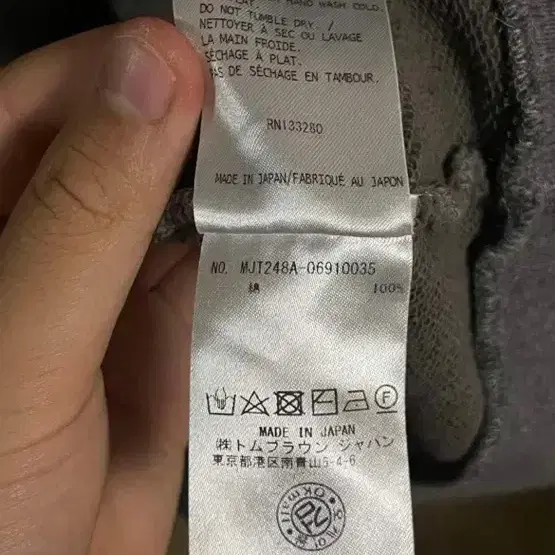 HAND WASH COLD.
DO NOT TUMBLE DRY. /
NETTOYER À SEC OU LAVAGE
LA MAIN FROIDE.
SÉCHAGE À PLAT.
PAS DE SÉCHAGE EN TAMBOUR.
RN133280
MADE IN JAPAN/FABRIQUÉ AU JAPON
NO. MJT248A-06910035
綿 100%
F
MADE IN JAPAN
(株)トムブラウン ジャパン
東京都港区南青山5-4-6
OKmall